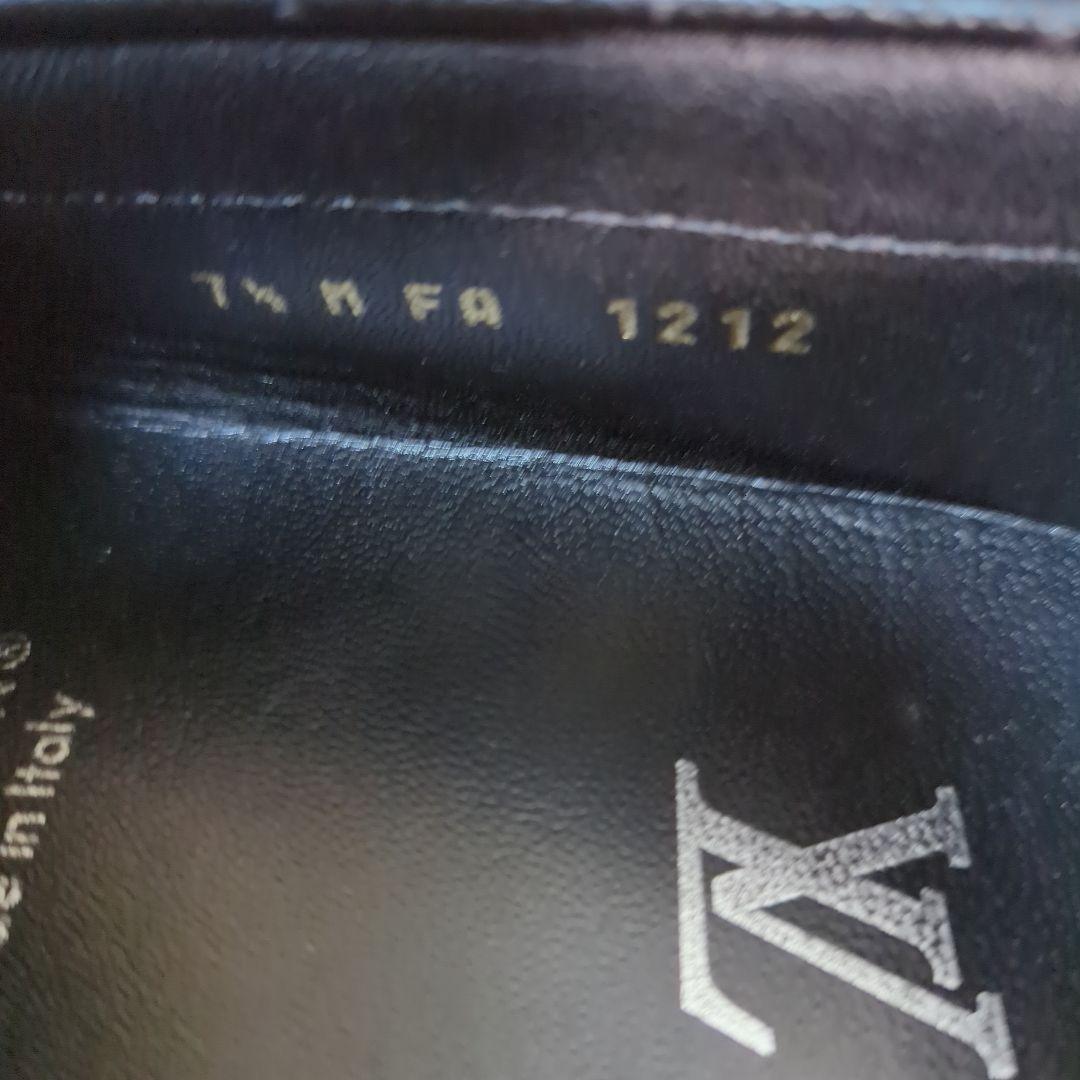 7½ M FA 1212
in Italy
LV